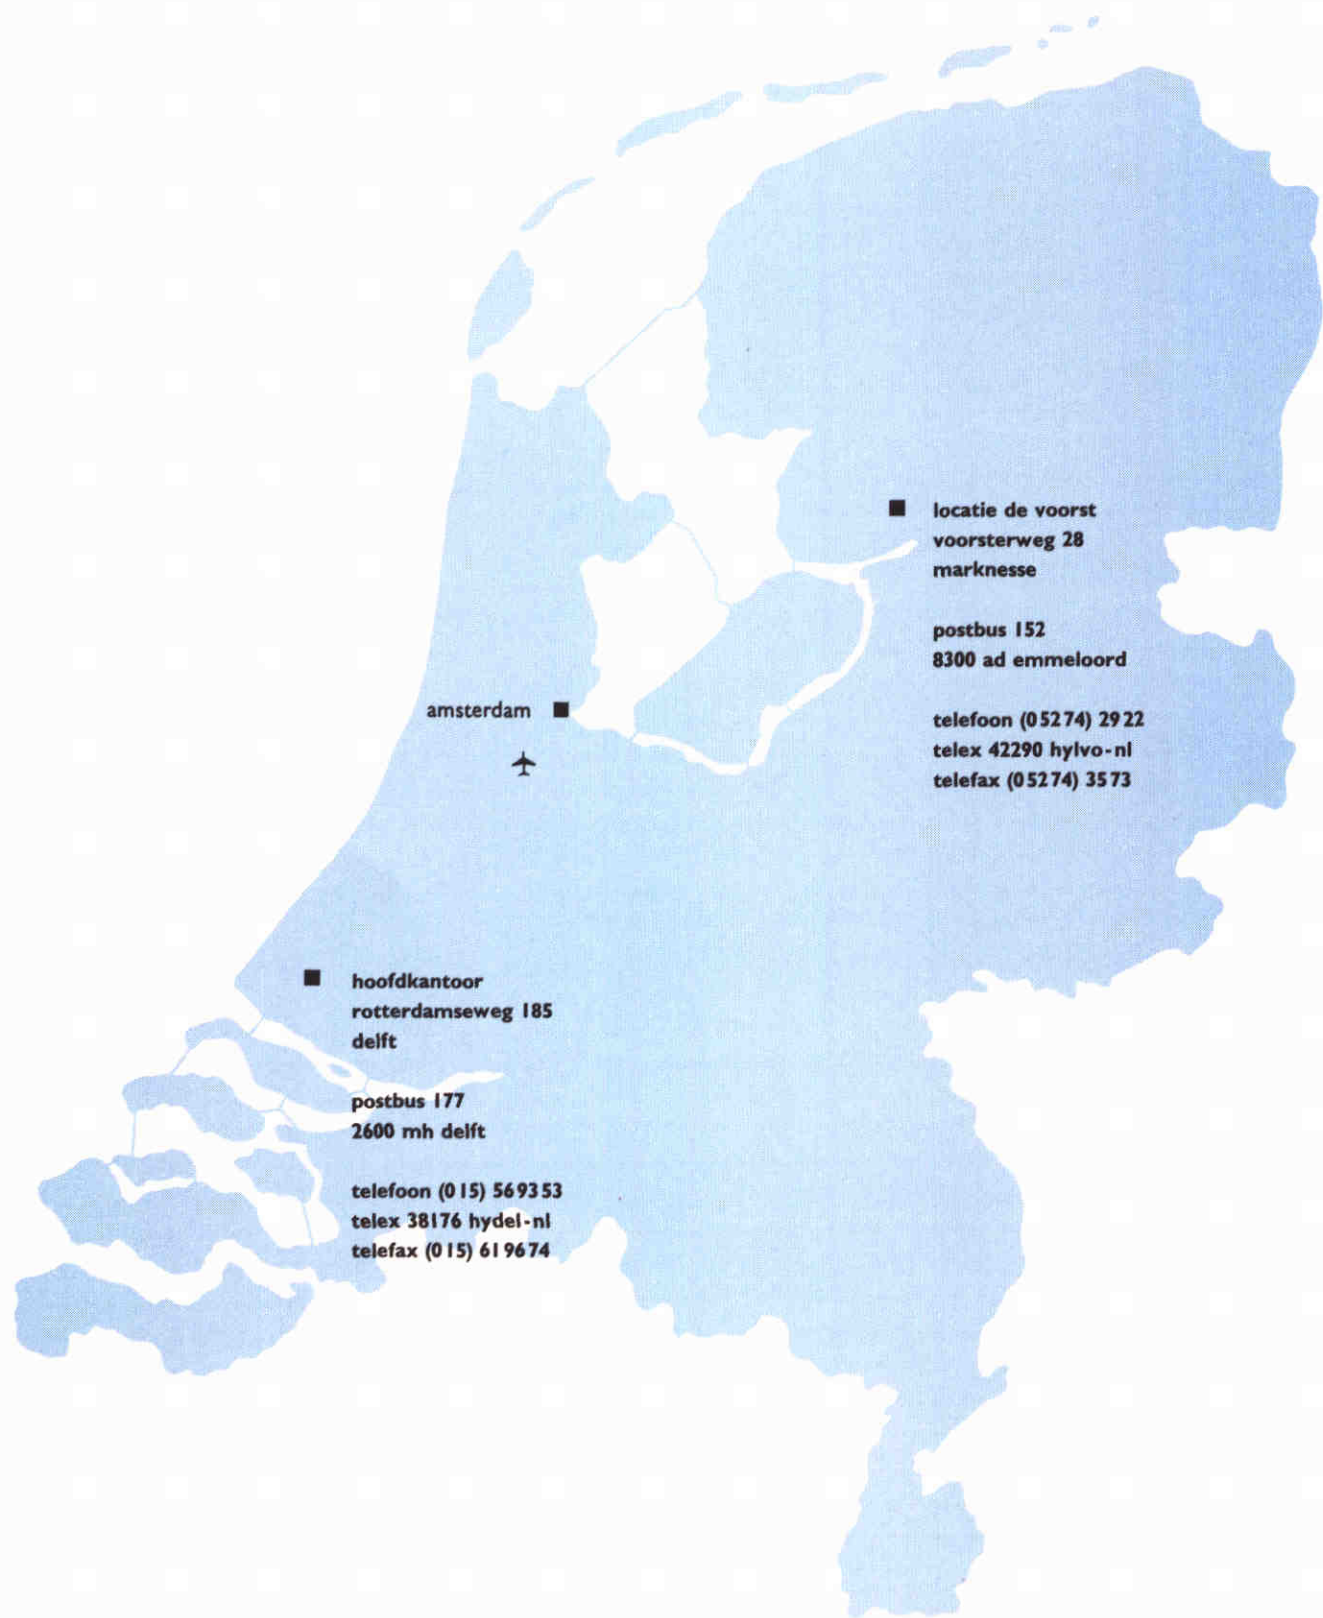 locatie de voorst
voorsterweg 28
marknesse
postbus 152
8300 ad emmeloord
telefoon (05274) 2922
telex 42290 hylvo-nl
telefax (05274) 3573
amsterdam
hoofdkantoor
rotterdamseweg 185
delft
postbus 177
2600 mh delft
telefoon (015) 569353
telex 38176 hydel-nl
telefax (015) 619674